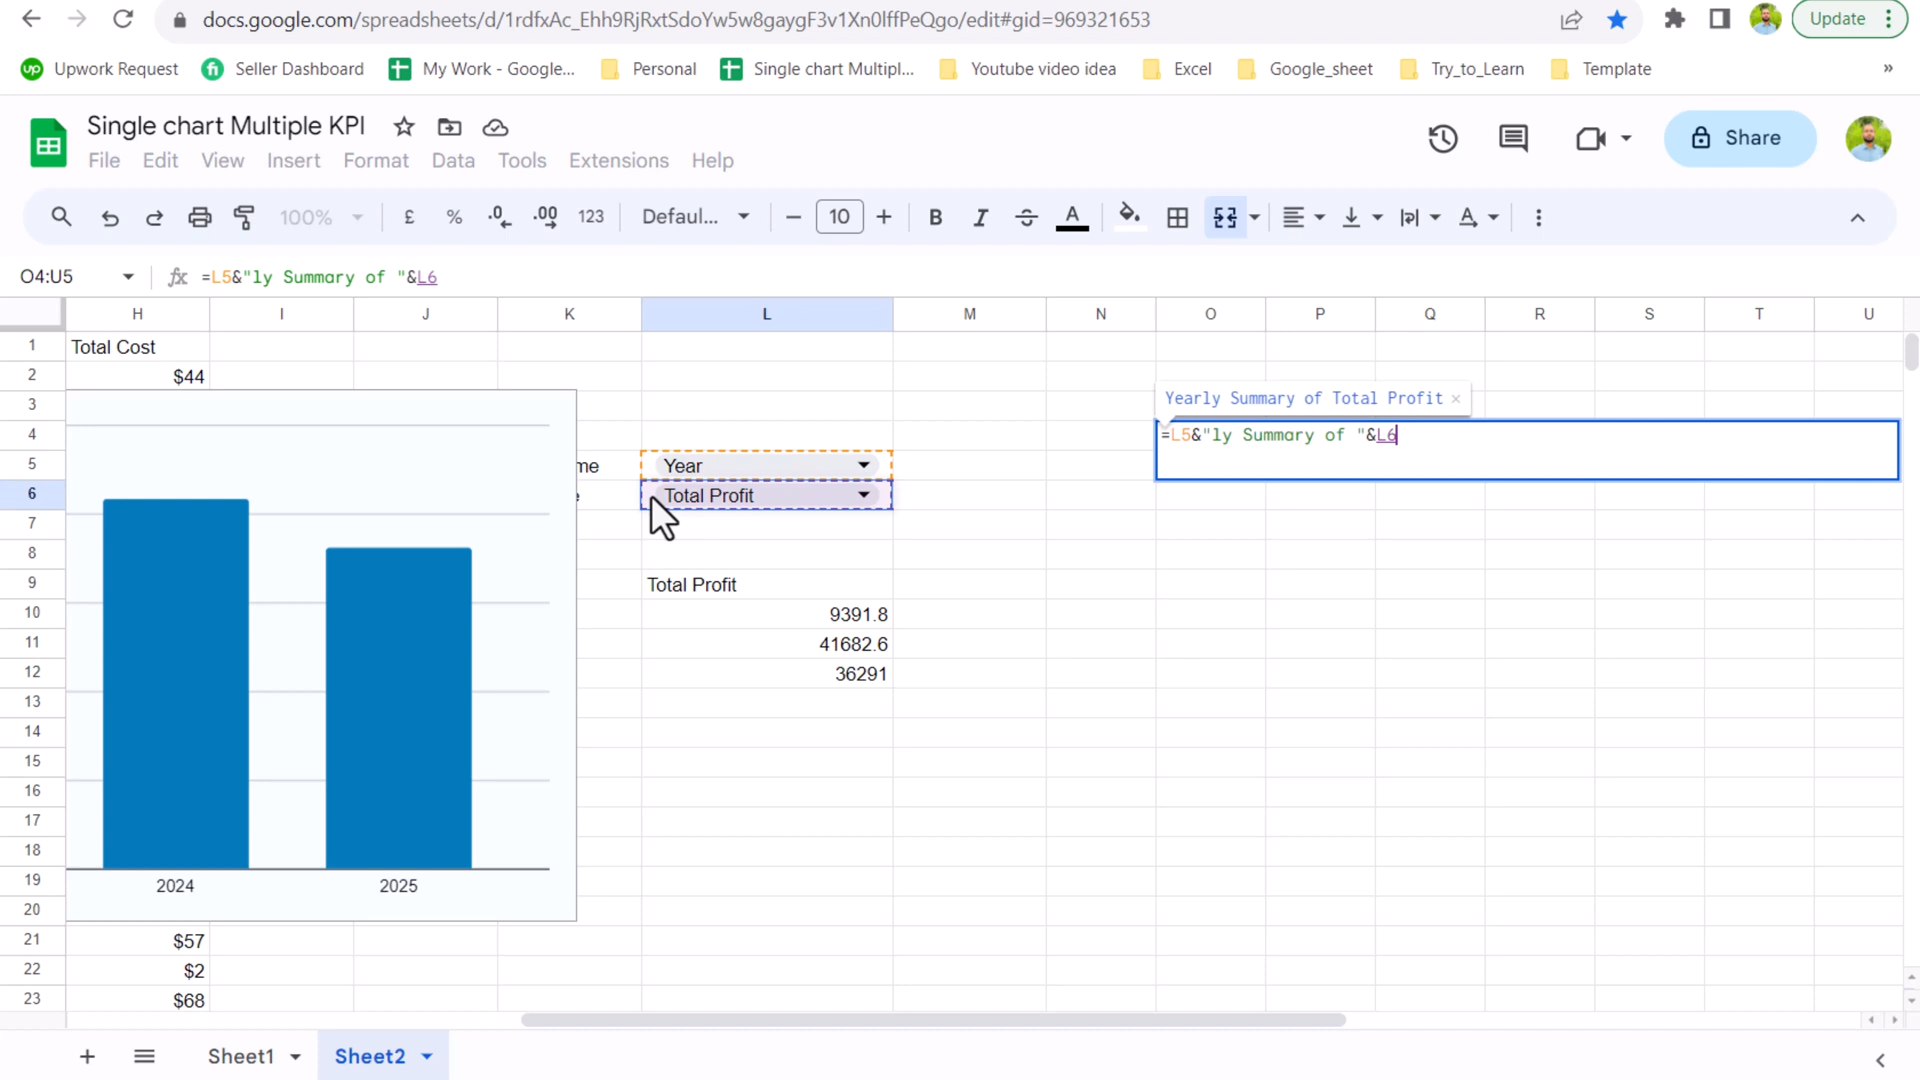 docs.google.com/spreadsheets/d/1rdfxAc_Ehh9RjRxtSdoYw5w8gaygF3v1Xn0lffPeQgo/edit#gid=969321653
Update
up Upwork Request
fi Seller Dashboard
My Work - Google...
Personal
Single chart Multipl...
Youtube video idea
Excel
Google_sheet
Try_to_Learn
Template
»
Single chart Multiple KPI
File Edit View Insert Format Data Tools Extensions Help
Share
100% £ % .0 .00 123 Defaul... − 10 + B I A
O4:U5 fx =L5&"ly Summary of "&L6
H I J K L M N O P Q R S T U
1 Total Cost
2 $44
3 Yearly Summary of Total Profit ×
4 =L5&"ly Summary of "&L6
5 me Year
6 Total Profit
7
8
9 Total Profit
10 9391.8
11 41682.6
12 36291
13
14
15
16
17
18
19
2024 2025
20
21 $57
22 $2
23 $68
+ Sheet1 Sheet2